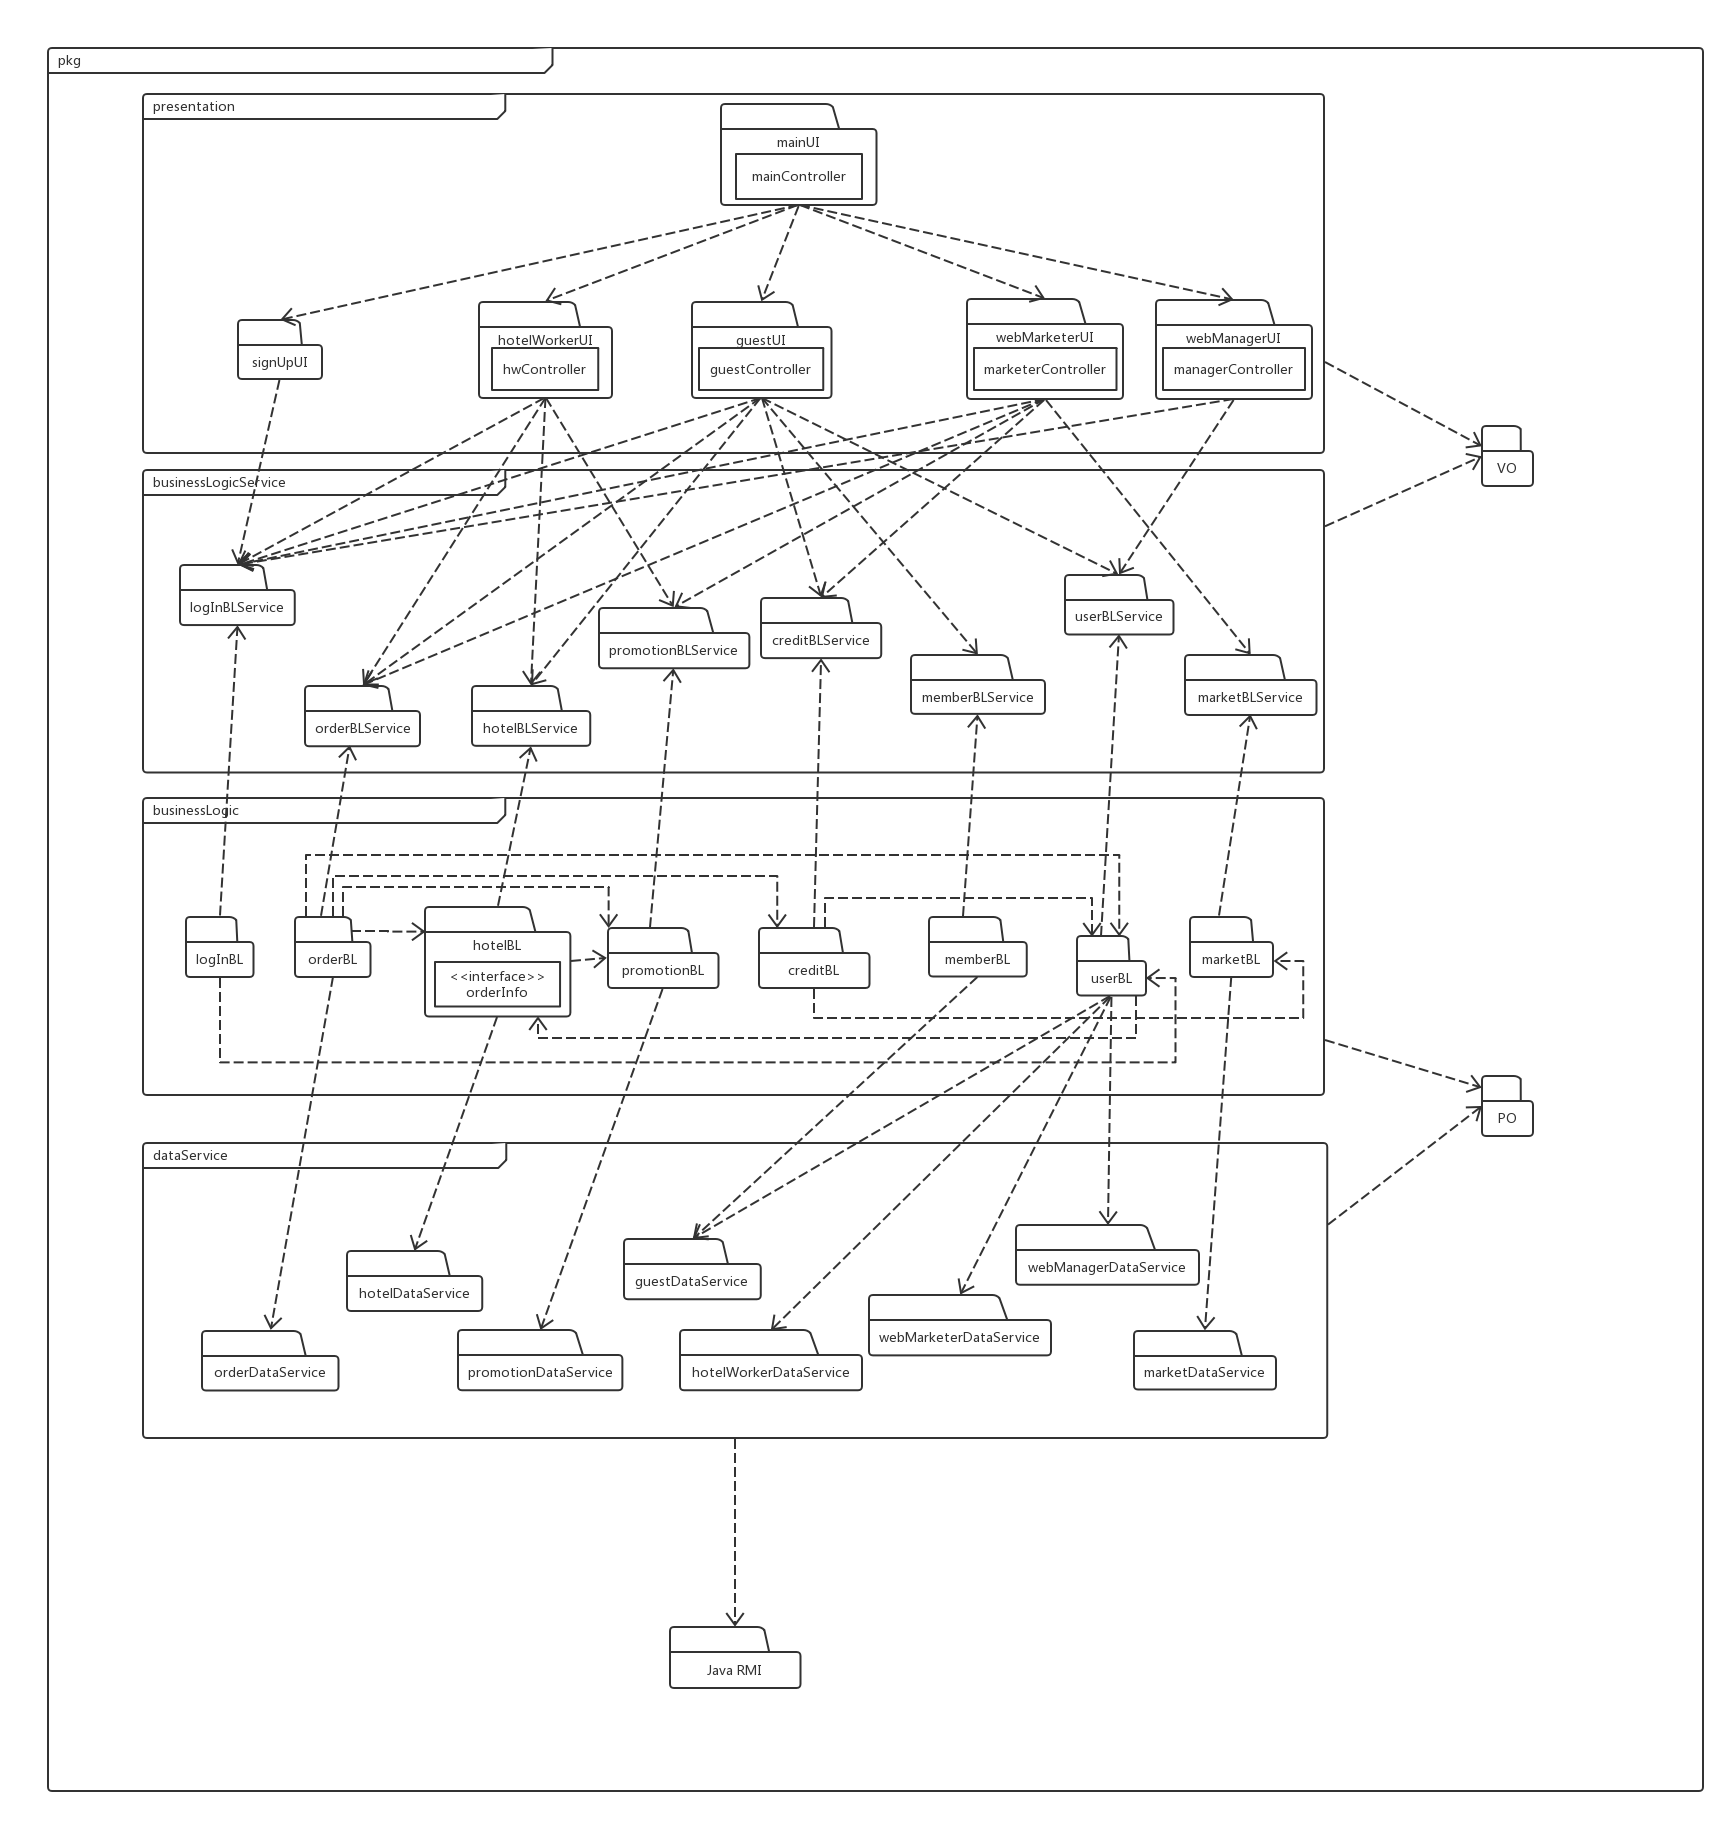 pkg
presentation
mainUI
mainController
signUpUI
hotelWorkerUI
hwController
guestUI
guestController
webMarketerUI
marketerController
webManagerUI
managerController
VO
businessLogicService
logInBLService
orderBLService
hotelBLService
promotionBLService
creditBLService
memberBLService
userBLService
marketBLService
businessLogic
logInBL
orderBL
hotelBL
<<interface>>
orderInfo
promotionBL
creditBL
memberBL
userBL
marketBL
PO
dataService
orderDataService
hotelDataService
promotionDataService
guestDataService
hotelWorkerDataService
webMarketerDataService
webManagerDataService
marketDataService
Java RMI